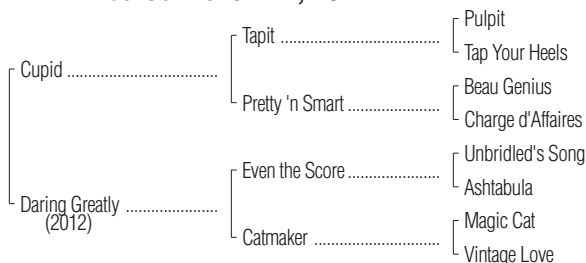 Pulpit
Tapit
Tap Your Heels
Cupid
Beau Genius
Pretty 'n Smart
Charge d'Affaires
Unbridled's Song
Even the Score
Ashtabula
Daring Greatly
(2012)
Magic Cat
Catmaker
Vintage Love